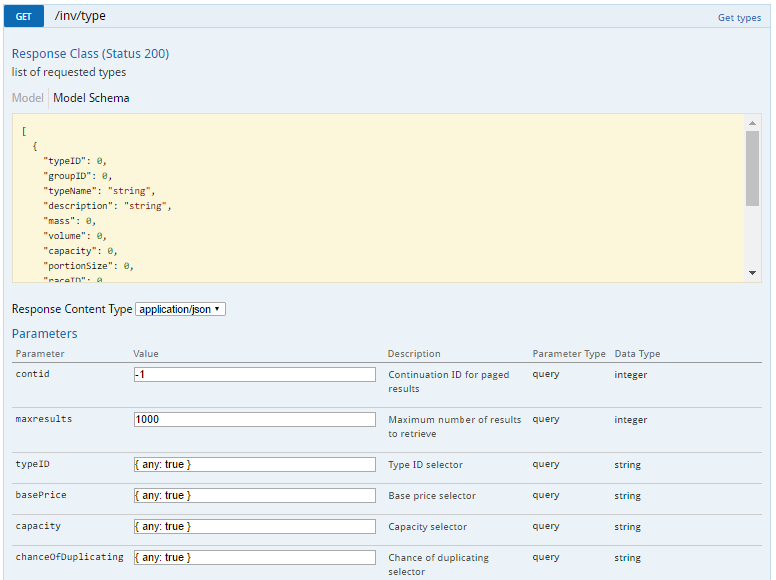 GET /inv/type Get types
Response Class (Status 200)
list of requested types
Model Model Schema
[
{
"typeID": 0,
"groupID": 0,
"typeName": "string",
"description": "string",
"mass": 0,
"volume": 0,
"capacity": 0,
"portionSize": 0,
"raceID": 0,
Response Content Type application/json
Parameters
Parameter Value Description Parameter Type Data Type
contid -1 Continuation ID for paged query integer
results
maxresults 1000 Maximum number of results query integer
to retrieve
typeID { any: true } Type ID selector query string
basePrice { any: true } Base price selector query string
capacity { any: true } Capacity selector query string
chanceOfDuplicating { any: true } Chance of duplicating query string
selector